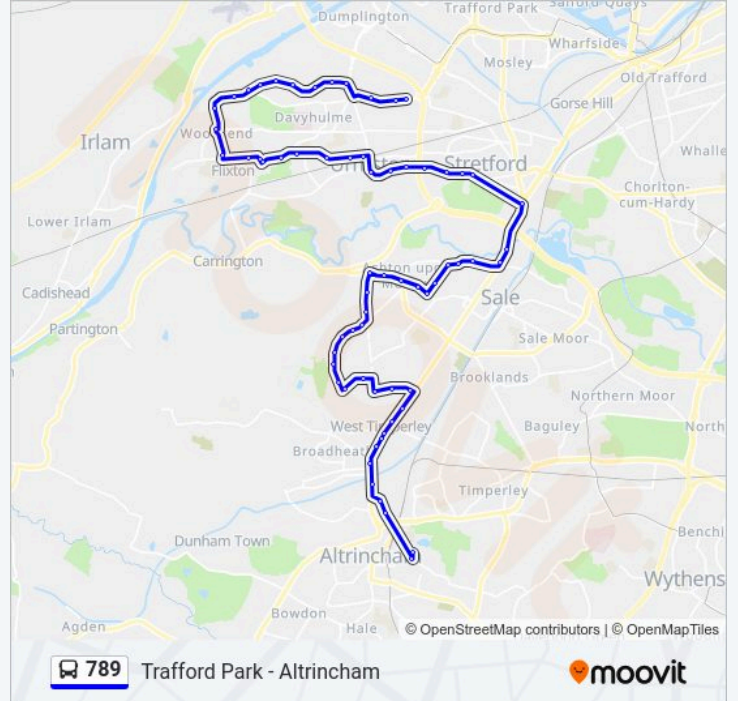 Dumplington
Trafford Park
Salford Quays
Wharfside
Mosley
Old Trafford
Gorse Hill
Davyhulme
Irlam
Stretford
Flixton
Chorlton-
cum-Hardy
Lower Irlam
Carrington
Cadishead
Sale
Partington
Sale Moor
Brooklands
Northern Moor
West Timperley
Baguley
North
Broadheath
Timperley
Dunham Town
Benchi
Altrincham
Wythens
Bowdon
Agden
Hale
© OpenStreetMap contributors | © OpenMapTiles
789 Trafford Park - Altrincham
moovit